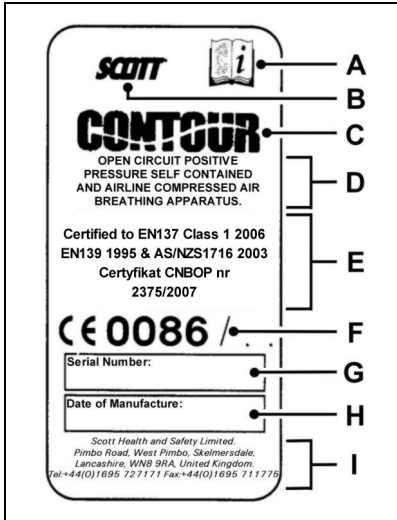 SCOTT
i
A
B
CONTOUR
C
OPEN CIRCUIT POSITIVE
PRESSURE SELF CONTAINED
AND AIRLINE COMPRESSED AIR
BREATHING APPARATUS.
D
Certified to EN137 Class 1 2006
EN139 1995 & AS/NZS1716 2003
Certyfikat CNBOP nr
2375/2007
E
CE 0086 / . .
F
Serial Number:
G
Date of Manufacture:
H
Scott Health and Safety Limited.
Pimbo Road, West Pimbo, Skelmersdale,
Lancashire, WN8 9RA, United Kingdom.
Tel:+44(0)1695 727171 Fax:+44(0)1695 711775
I